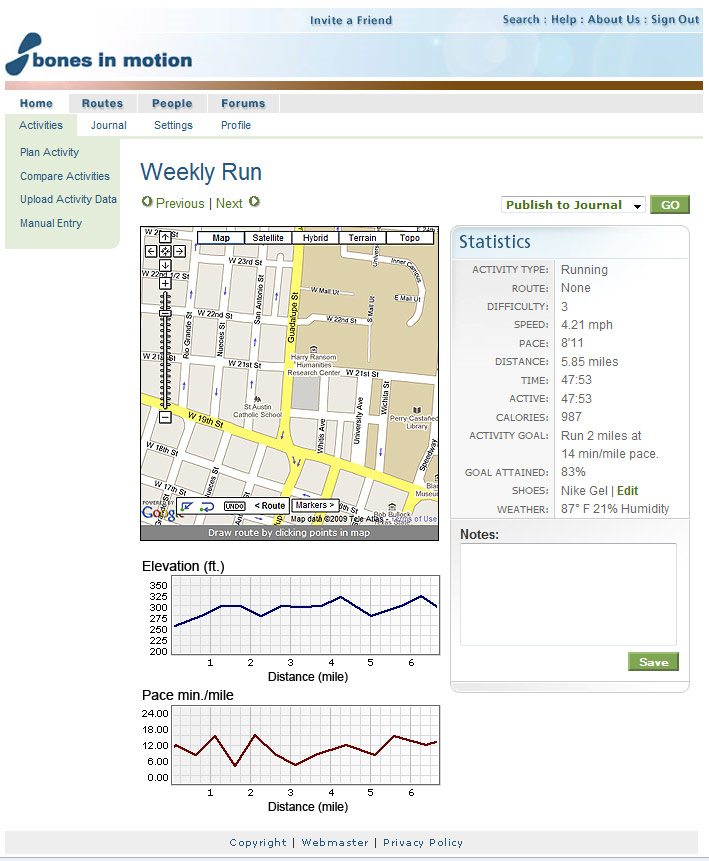 Invite a Friend
Search : Help : About Us : Sign Out
bones in motion
Home Routes People Forums
Activities Journal Settings Profile
Plan Activity
Compare Activities
Upload Activity Data
Manual Entry
Weekly Run
Previous | Next
Publish to Journal GO
Map Satellite Hybrid Terrain Topo
W 23rd St
W 22nd 1/2 St
Inner Campus
W Mall Ut
E Mall Ut
S Mall Ut
San Antonio St
Guadalupe St
W 22nd St
W 22nd St
Rio Grande St
Nueces St
Harry Ransom
Humanities
Research Center
W 21st St
W 21st St
W 21st St
St Austin
Catholic School
Whitis Ave
University Ave
Wichita St
Perry-Castañeda
Library
W 19th St
Speedway
W 18th St
W 17th St
POWERED BY
Google
UNDO < Route Markers >
Map data ©2009 Tele Atlas - Terms of Use
Draw route by clicking points in map
Statistics
ACTIVITY TYPE: Running
ROUTE: None
DIFFICULTY: 3
SPEED: 4.21 mph
PACE: 8'11
DISTANCE: 5.85 miles
TIME: 47:53
ACTIVE: 47:53
CALORIES: 987
ACTIVITY GOAL: Run 2 miles at
14 min/mile pace.
GOAL ATTAINED: 83%
SHOES: Nike Gel | Edit
WEATHER: 87° F 21% Humidity
Notes:
Save
Elevation (ft.)
350
325
300
275
250
225
200
1 2 3 4 5 6
Distance (mile)
Pace min./mile
24.00
18.00
12.00
6.00
0.00
1 2 3 4 5 6
Distance (mile)
Copyright | Webmaster | Privacy Policy